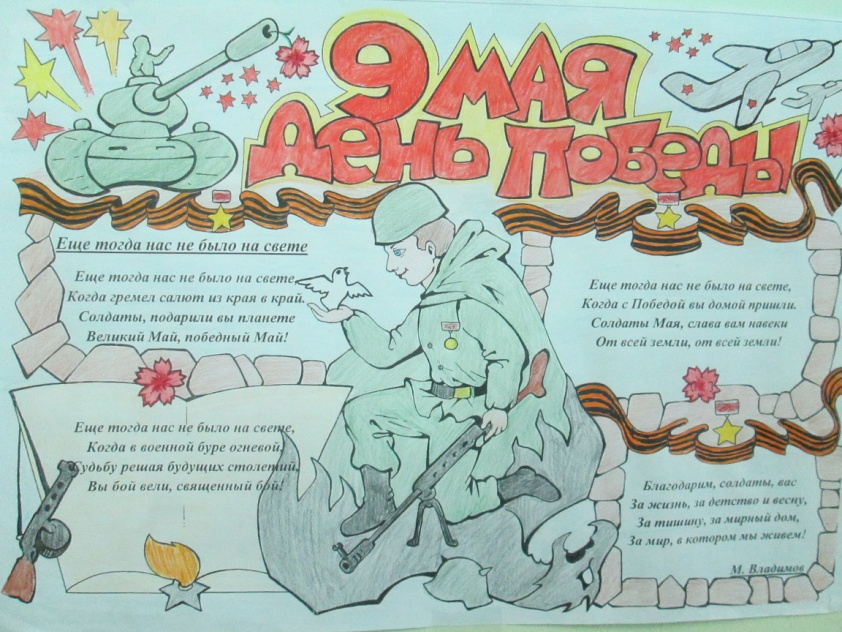 9 МАЯ
ДЕНЬ ПОБЕДЫ
Еще тогда нас не было на свете
Еще тогда нас не было на свете,
Когда гремел салют из края в край.
Солдаты, подарили вы планете
Великий Май, победный Май!
Еще тогда нас не было на свете,
Когда в военной буре огневой,
Судьбу решая будущих столетий,
Вы бой вели, священный бой!
Еще тогда нас не было на свете,
Когда с Победой вы домой пришли.
Солдаты Мая, слава вам навеки
От всей земли, от всей земли!
Благодарим, солдаты, вас
За жизнь, за детство и весну,
За тишину, за мирный дом,
За мир, в котором мы живем!
М. Владимов